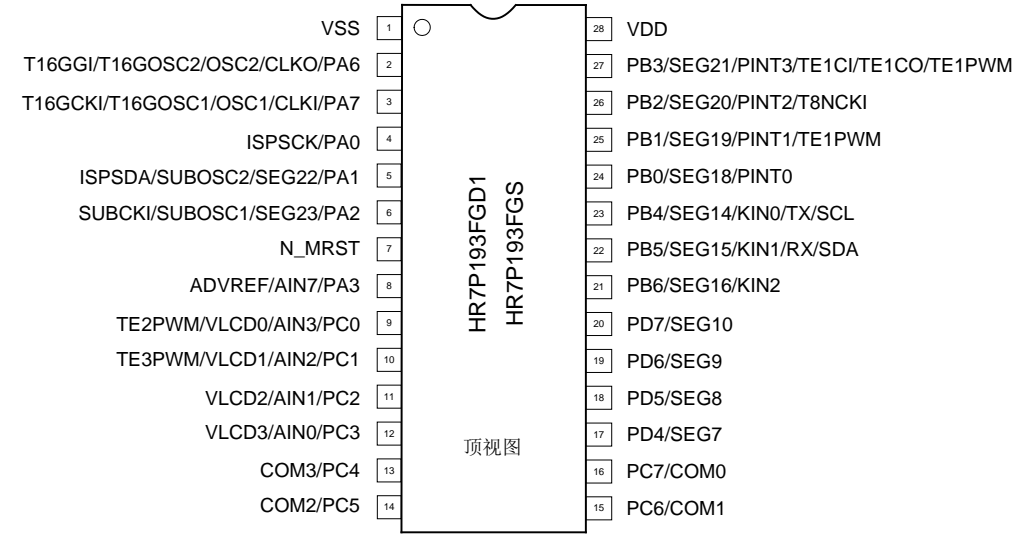 VSS 1 28 VDD
T16GGI/T16GOSC2/OSC2/CLKO/PA6 2 27 PB3/SEG21/PINT3/TE1CI/TE1CO/TE1PWM
T16GCKI/T16GOSC1/OSC1/CLKI/PA7 3 26 PB2/SEG20/PINT2/T8NCKI
ISPSCK/PA0 4 25 PB1/SEG19/PINT1/TE1PWM
ISPSDA/SUBOSC2/SEG22/PA1 5 24 PB0/SEG18/PINT0
SUBCKI/SUBOSC1/SEG23/PA2 6 23 PB4/SEG14/KIN0/TX/SCL
N_MRST 7 22 PB5/SEG15/KIN1/RX/SDA
ADVREF/AIN7/PA3 8 21 PB6/SEG16/KIN2
TE2PWM/VLCD0/AIN3/PC0 9 20 PD7/SEG10
TE3PWM/VLCD1/AIN2/PC1 10 19 PD6/SEG9
VLCD2/AIN1/PC2 11 18 PD5/SEG8
VLCD3/AIN0/PC3 12 17 PD4/SEG7
COM3/PC4 13 16 PC7/COM0
COM2/PC5 14 15 PC6/COM1
HR7P193FGD1
HR7P193FGS
顶视图